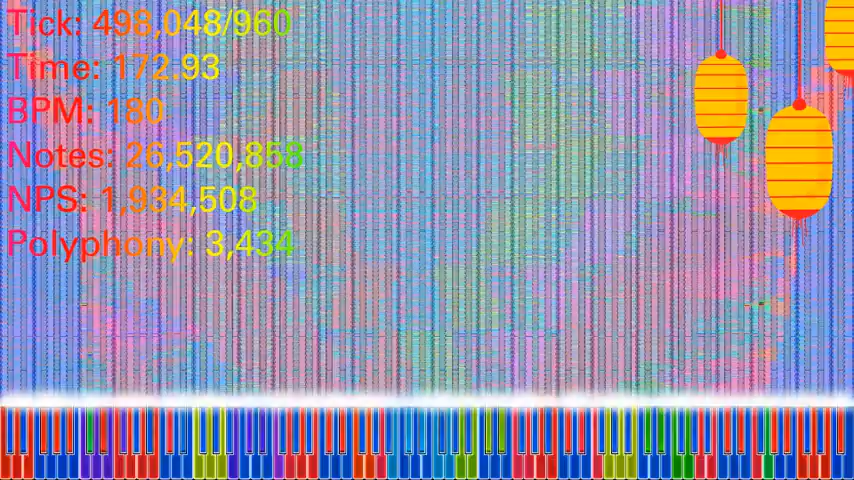 Tick: 498,048/960
Time: 172.93
BPM: 180
Notes: 26,520,858
NPS: 1,934,508
Polyphony: 3,434